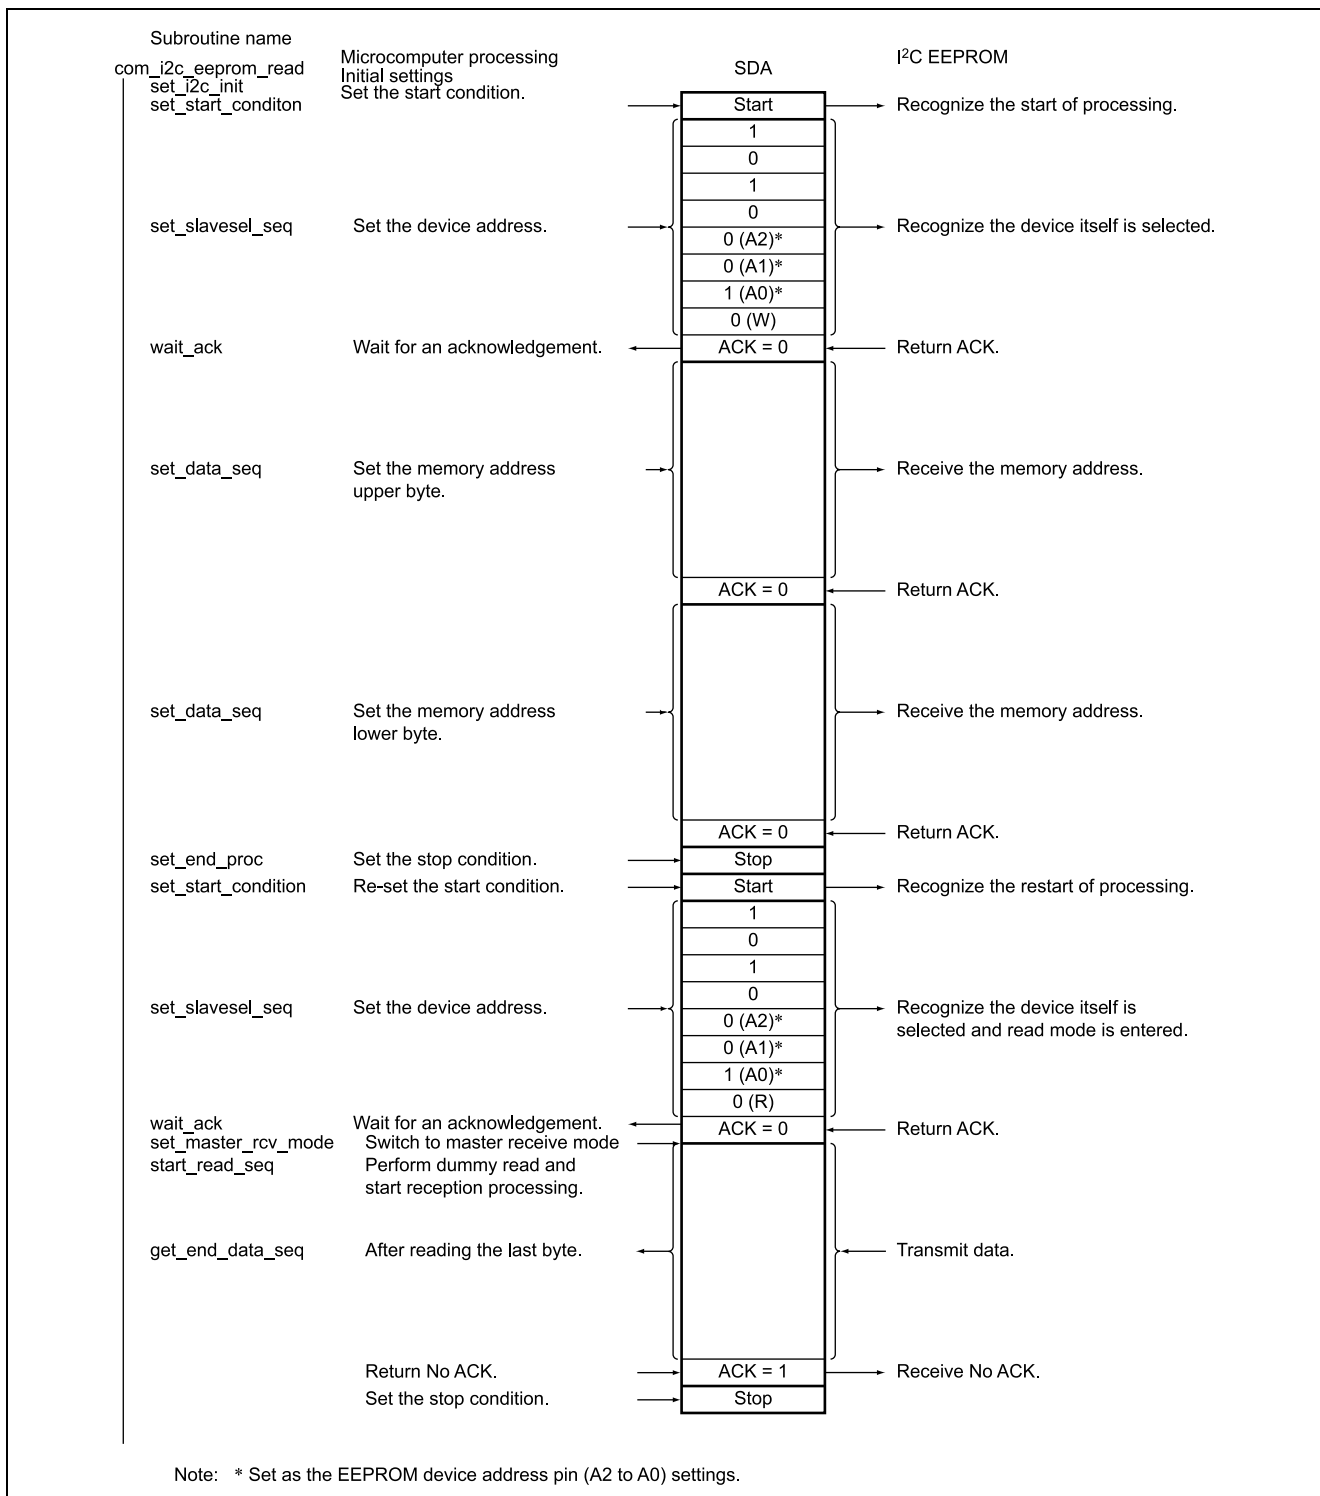 Subroutine name
Microcomputer processing
SDA
I²C EEPROM
com_i2c_eeprom_read
Initial settings
set_i2c_init
Set the start condition.
set_start_conditon
Start
Recognize the start of processing.
1
0
1
0
set_slavesel_seq
Set the device address.
Recognize the device itself is selected.
0 (A2)*
0 (A1)*
1 (A0)*
0 (W)
wait_ack
Wait for an acknowledgement.
ACK = 0
Return ACK.
set_data_seq
Set the memory address
upper byte.
Receive the memory address.
ACK = 0
Return ACK.
set_data_seq
Set the memory address
lower byte.
Receive the memory address.
ACK = 0
Return ACK.
set_end_proc
Set the stop condition.
Stop
set_start_condition
Re-set the start condition.
Start
Recognize the restart of processing.
1
0
1
0
set_slavesel_seq
Set the device address.
Recognize the device itself is
selected and read mode is entered.
0 (A2)*
0 (A1)*
1 (A0)*
0 (R)
wait_ack
Wait for an acknowledgement.
ACK = 0
Return ACK.
set_master_rcv_mode
Switch to master receive mode
start_read_seq
Perform dummy read and
start reception processing.
get_end_data_seq
After reading the last byte.
Transmit data.
Return No ACK.
ACK = 1
Receive No ACK.
Set the stop condition.
Stop
Note: * Set as the EEPROM device address pin (A2 to A0) settings.